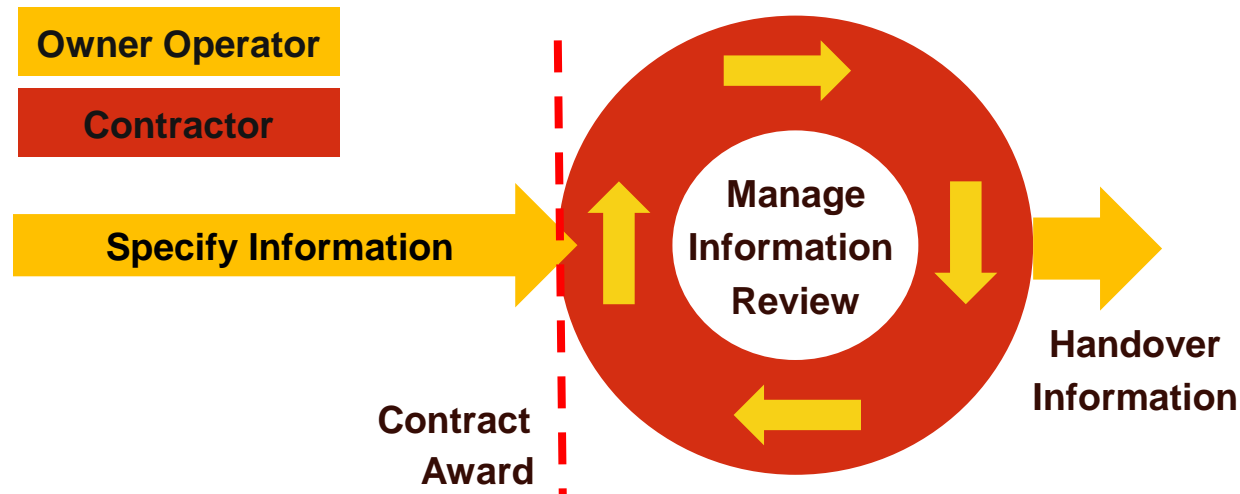 Owner Operator
Contractor
Specify Information
Manage
Information
Review
Handover
Information
Contract
Award